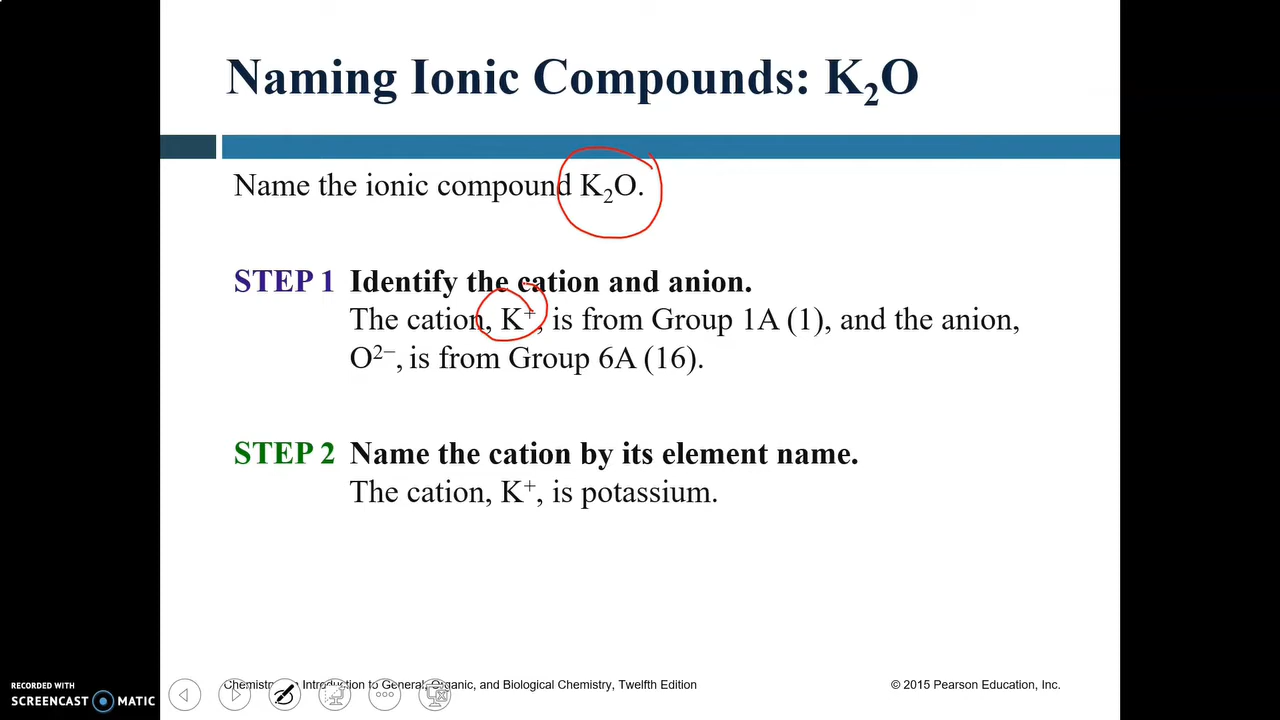 Naming Ionic Compounds: K₂O
Name the ionic compound K₂O.
STEP 1 Identify the cation and anion.
The cation, K⁺, is from Group 1A (1), and the anion,
O²⁻, is from Group 6A (16).
STEP 2 Name the cation by its element name.
The cation, K⁺, is potassium.
RECORDED WITH
SCREENCAST MATIC
Introduction to General, Organic, and Biological Chemistry, Twelfth Edition
© 2015 Pearson Education, Inc.